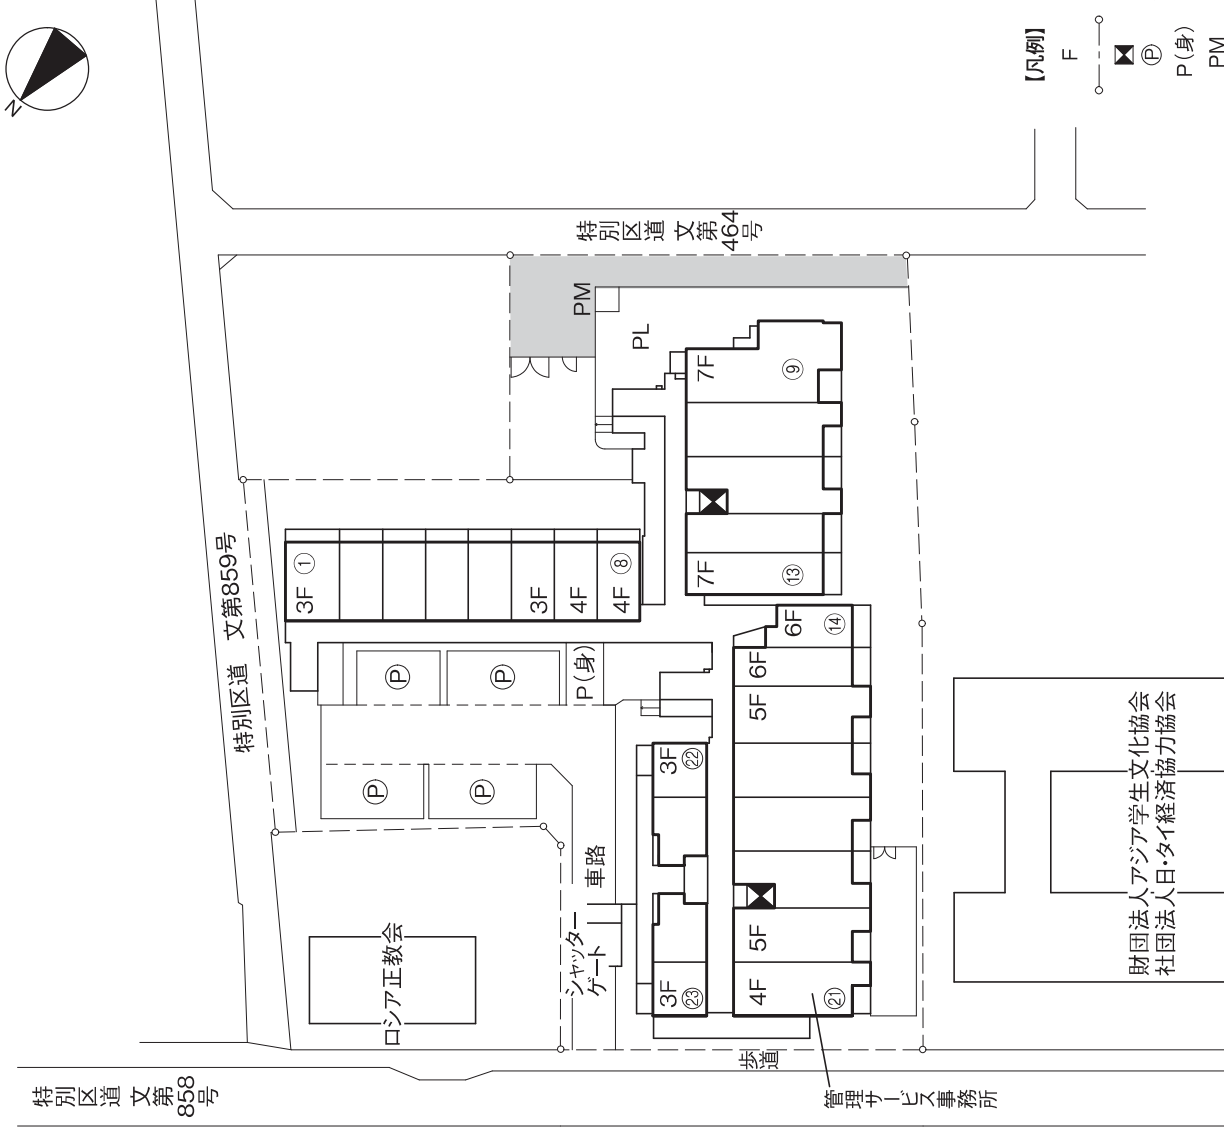 N
【凡例】
F
Ⓟ
P(身)
PM
特別区道 文第464号
PM
PL
7F
⑨
7F
⑬
特別区道 文第859号
3F
①
3F
4F
4F
⑧
Ⓟ
Ⓟ
P(身)
Ⓟ
Ⓟ
6F
⑭
6F
5F
3F
㉒
車路
シャッター
ゲート
ロシア正教会
3F
㉓
5F
4F
㉑
歩道
管理サービス事務所
特別区道 文第858号
財団法人アジア学生文化協会
社団法人日・タイ経済協力協会